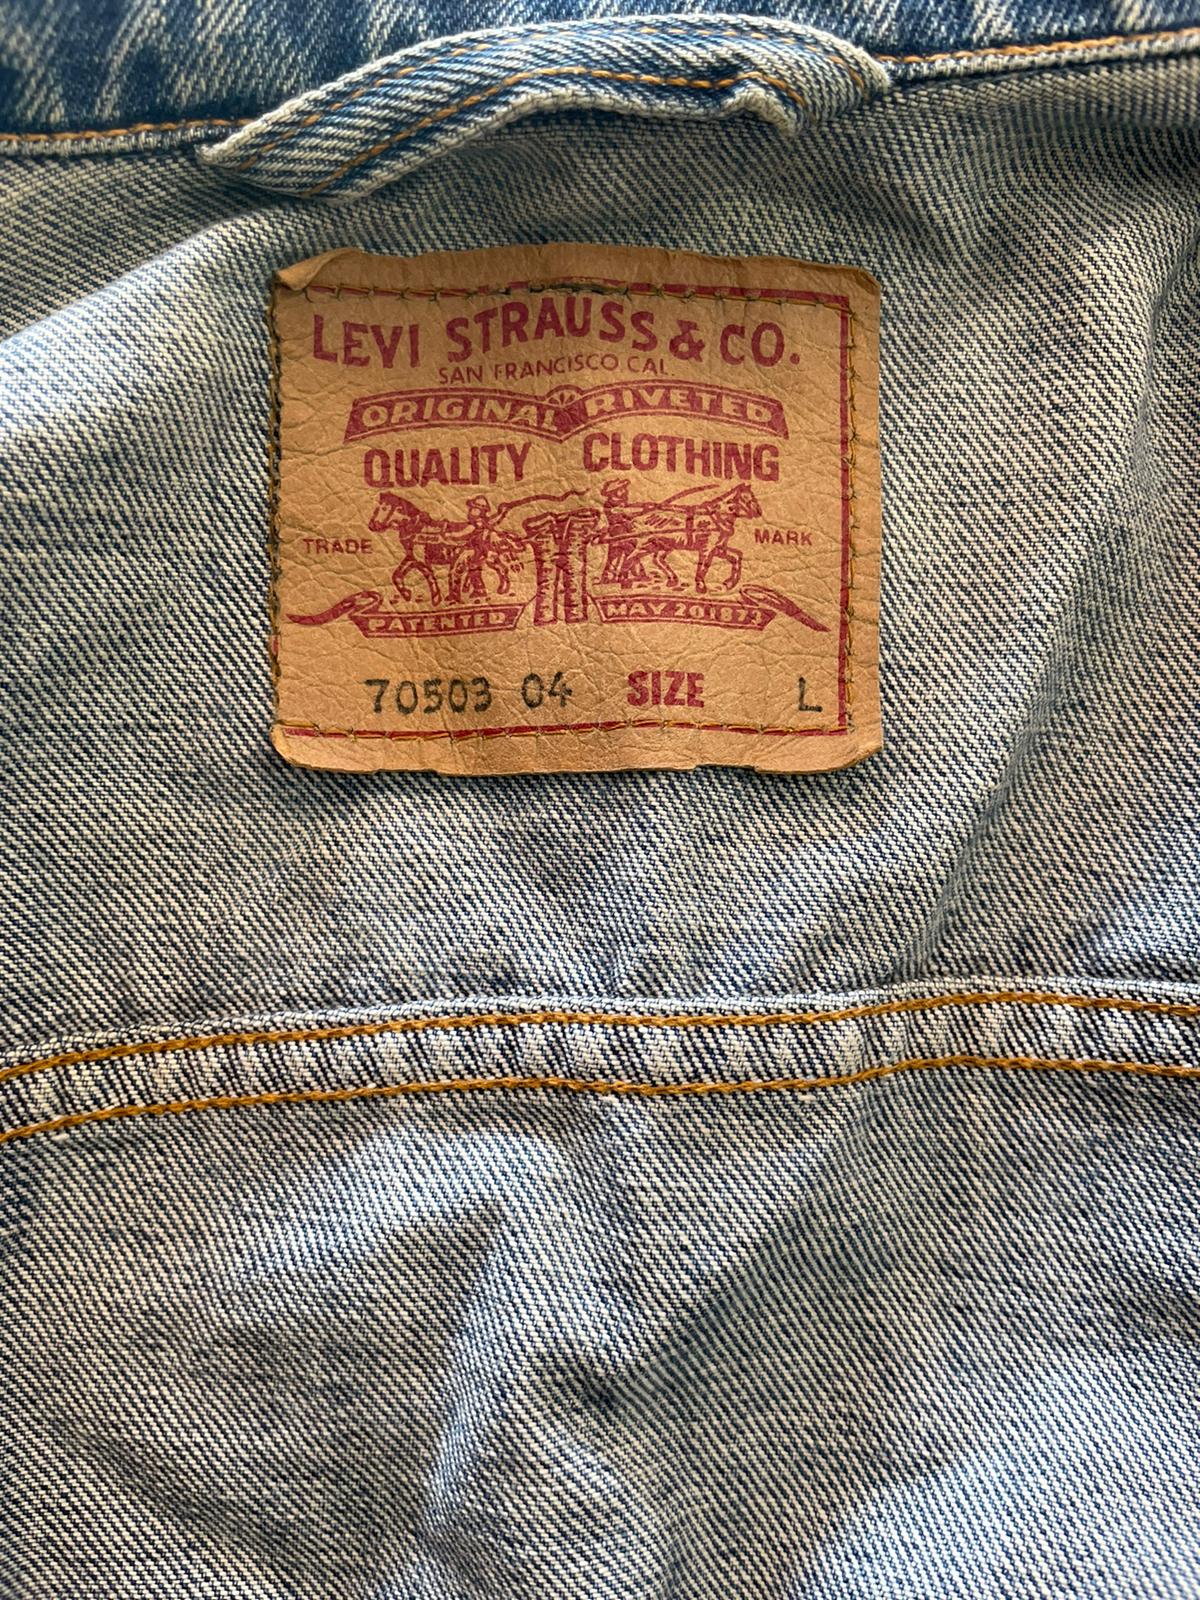 LEVI STRAUSS & CO.
SAN FRANCISCO CAL.
ORIGINAL RIVETED
QUALITY CLOTHING
TRADE MARK
PATENTED MAY 20 1873
70503 04 SIZE L